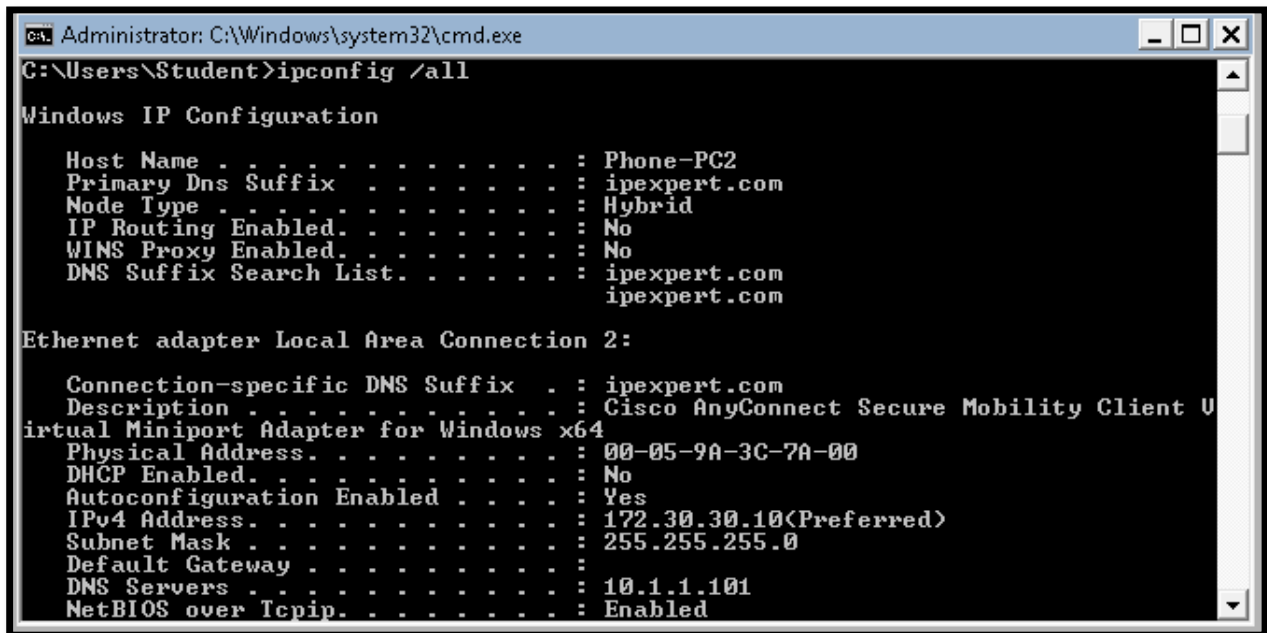 Administrator: C:\Windows\system32\cmd.exe
C:\Users\Student>ipconfig /all
Windows IP Configuration
Host Name . . . . . . . . . . . . : Phone-PC2
Primary Dns Suffix  . . . . . . . : ipexpert.com
Node Type . . . . . . . . . . . . : Hybrid
IP Routing Enabled. . . . . . . . : No
WINS Proxy Enabled. . . . . . . . : No
DNS Suffix Search List. . . . . . : ipexpert.com
ipexpert.com
Ethernet adapter Local Area Connection 2:
Connection-specific DNS Suffix  . : ipexpert.com
Description . . . . . . . . . . . : Cisco AnyConnect Secure Mobility Client V
irtual Miniport Adapter for Windows x64
Physical Address. . . . . . . . . : 00-05-9A-3C-7A-00
DHCP Enabled. . . . . . . . . . . : No
Autoconfiguration Enabled . . . . : Yes
IPv4 Address. . . . . . . . . . . : 172.30.30.10(Preferred)
Subnet Mask . . . . . . . . . . . : 255.255.255.0
Default Gateway . . . . . . . . . :
DNS Servers . . . . . . . . . . . : 10.1.1.101
NetBIOS over Tcpip. . . . . . . . : Enabled